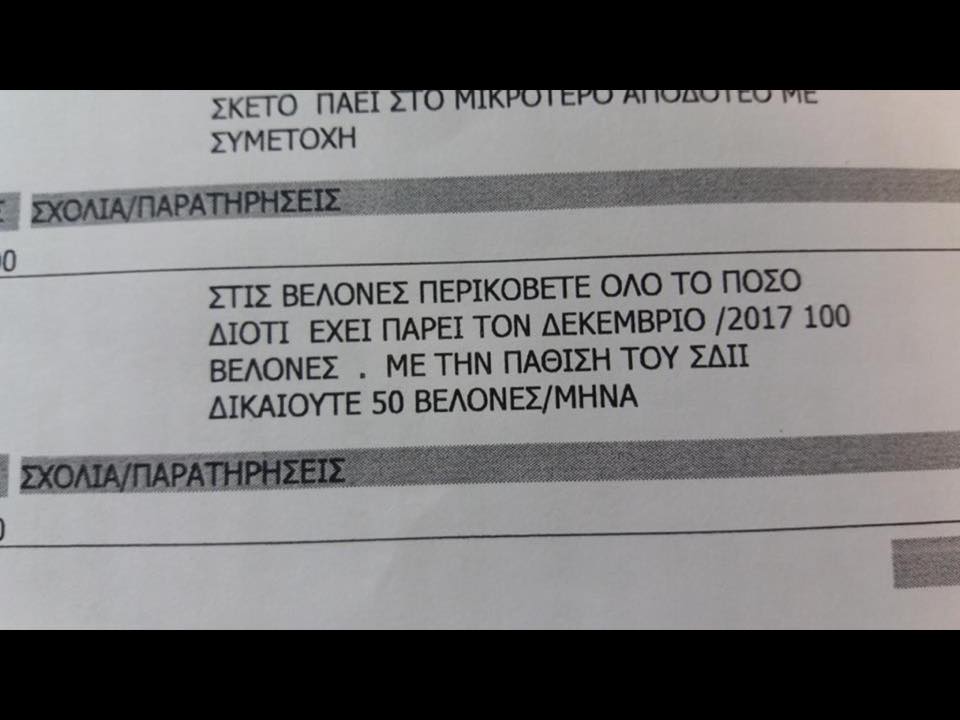 ΣΚΕΤΟ ΠΑΕΙ ΣΤΟ ΜΙΚΡΟΤΕΡΟ ΑΠΟΔΟΤΕΟ ΜΕ
ΣΥΜΕΤΟΧΗ
ΣΧΟΛΙΑ/ΠΑΡΑΤΗΡΗΣΕΙΣ
ΣΤΙΣ ΒΕΛΟΝΕΣ ΠΕΡΙΚΟΒΕΤΕ ΟΛΟ ΤΟ ΠΟΣΟ
ΔΙΟΤΙ ΕΧΕΙ ΠΑΡΕΙ ΤΟΝ ΔΕΚΕΜΒΡΙΟ /2017 100
ΒΕΛΟΝΕΣ . ΜΕ ΤΗΝ ΠΑΘΙΣΗ ΤΟΥ ΣΔΙΙ
ΔΙΚΑΙΟΥΤΕ 50 ΒΕΛΟΝΕΣ/ΜΗΝΑ
ΣΧΟΛΙΑ/ΠΑΡΑΤΗΡΗΣΕΙΣ